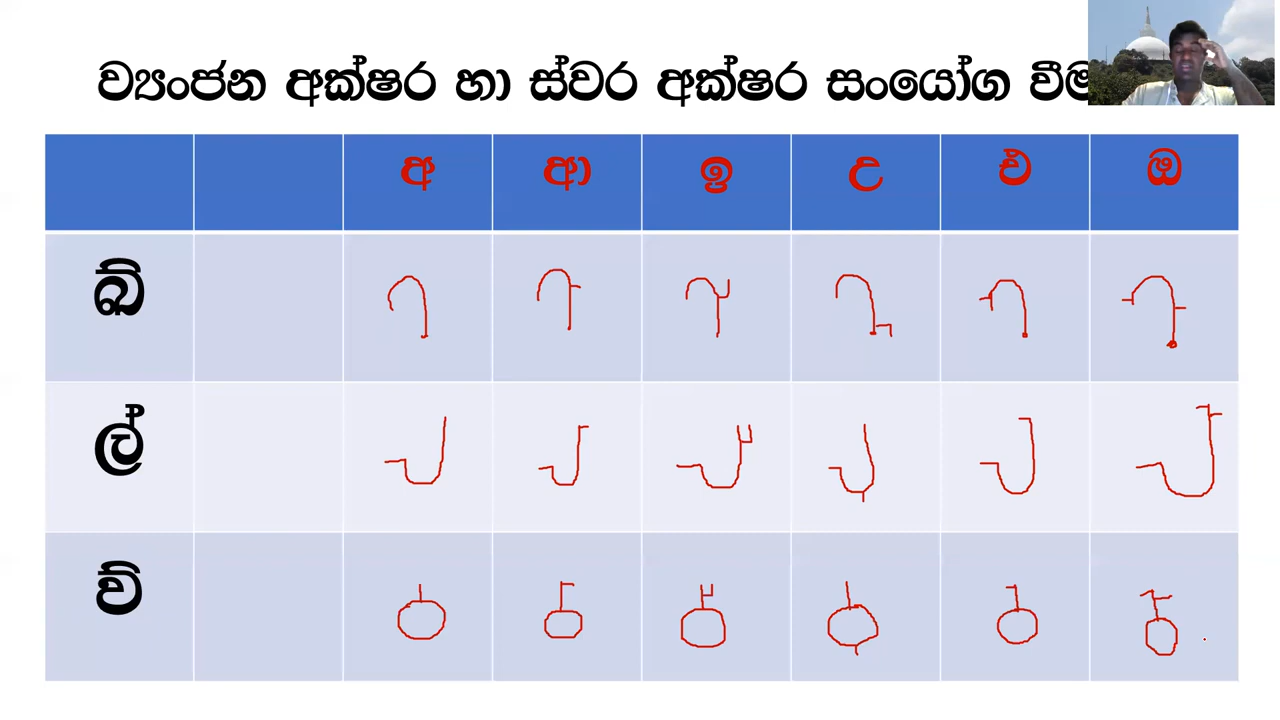 ව්‍යංජන අක්ෂර හා ස්වර අක්ෂර සංයෝග
අ ආ ඉ උ එ ඔ
ඛ් 𑀔 𑀔𑀸 𑀔𑀺 𑀔𑀼 𑀔𑁂 𑀔𑁄
ල් 𑀮 𑀮𑀸 𑀮𑀺 𑀮𑀼 𑀮𑁂 𑀮𑁄
ව් 𑀯 𑀯𑀸 𑀯𑀺 𑀯𑀼 𑀯𑁂 𑀯𑁄